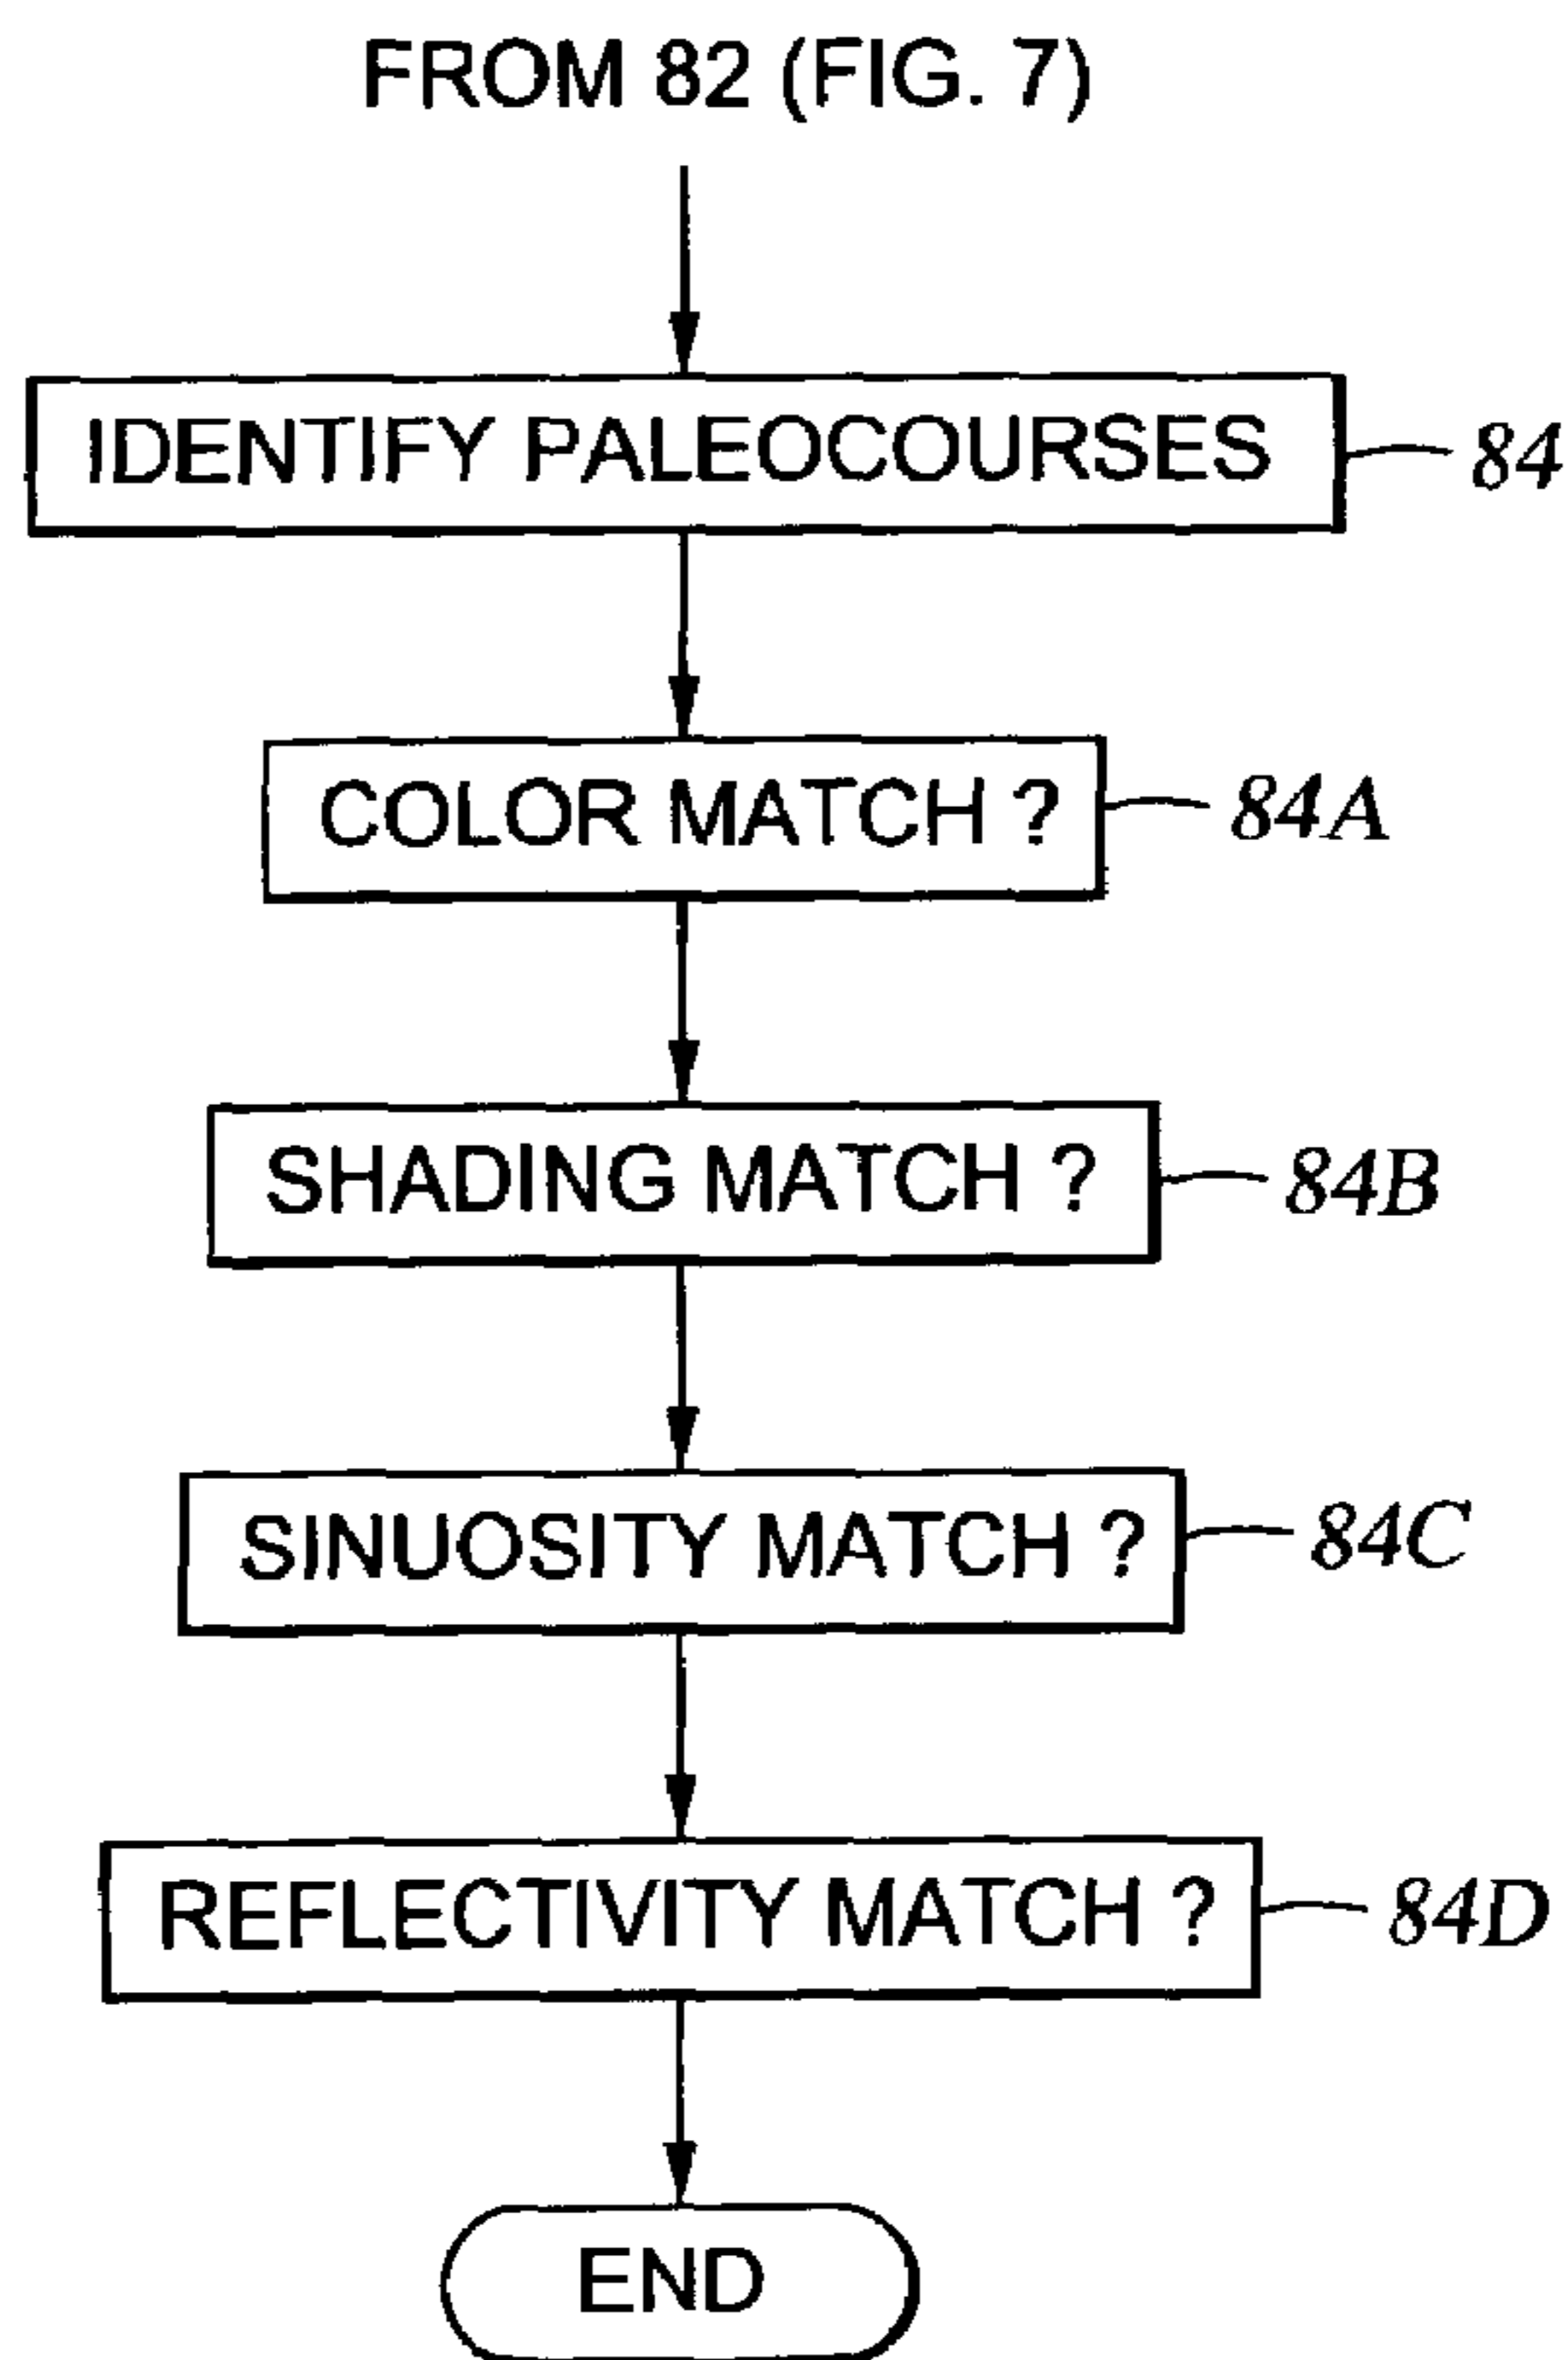 FROM 82 (FIG. 7)
IDENTIFY PALEOCOURSES
84
COLOR MATCH ?
84A
SHADING MATCH ?
84B
SINUOSITY MATCH ?
84C
REFLECTIVITY MATCH ?
84D
END